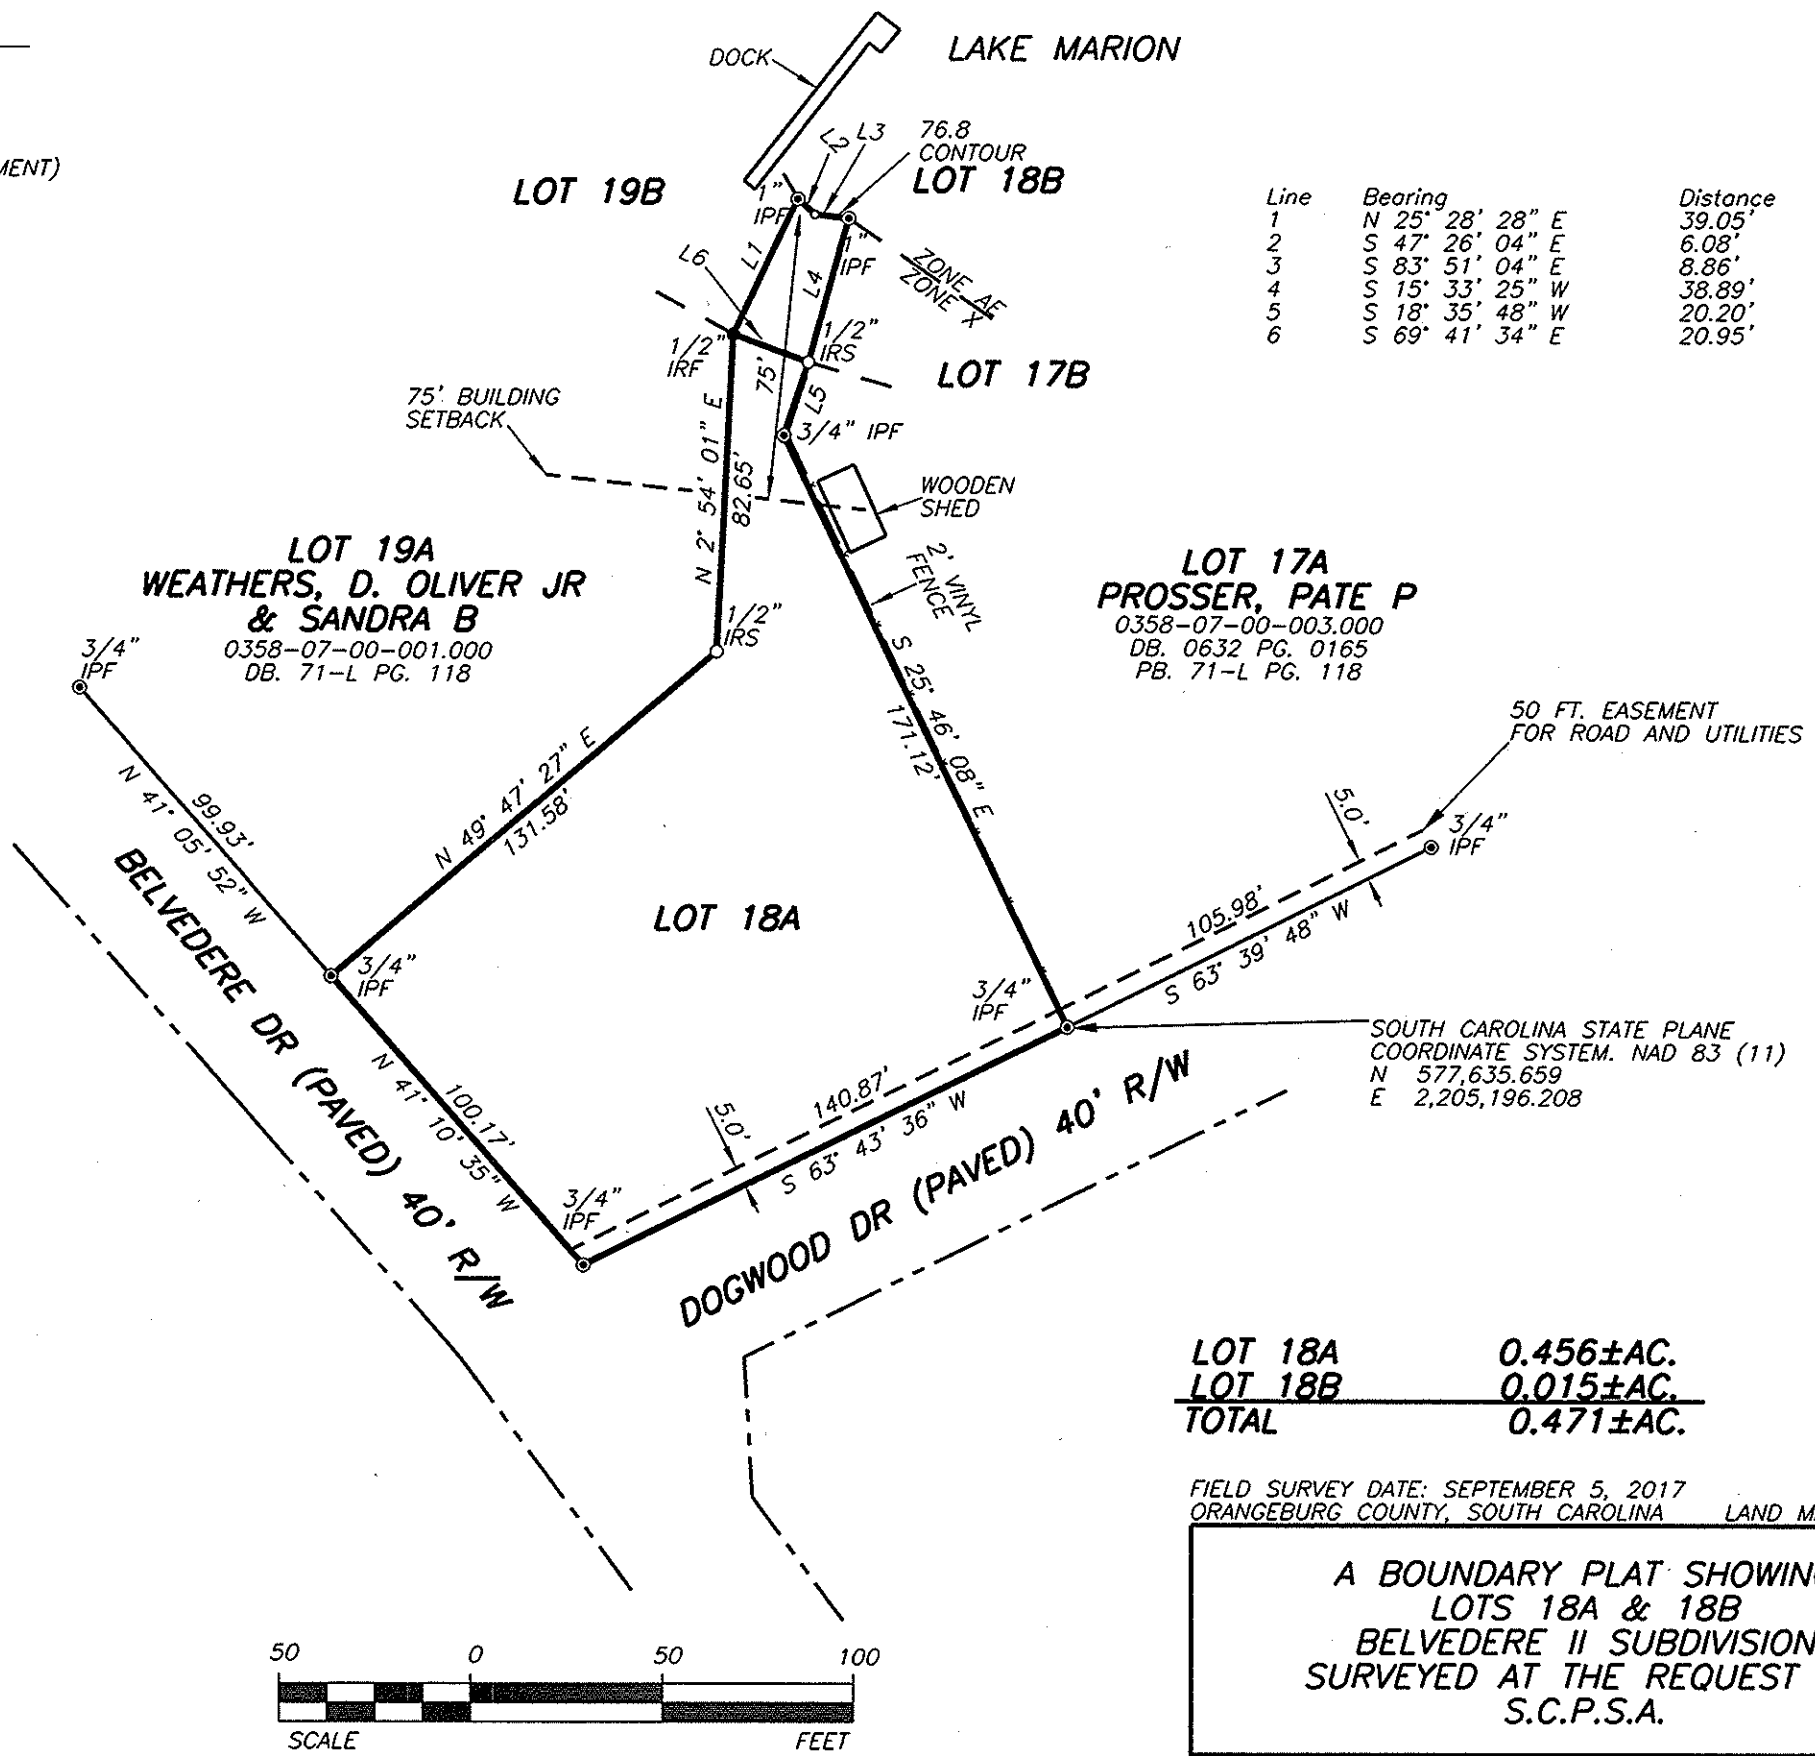 MENT)
DOCK
LAKE MARION
L2
L3
76.8
CONTOUR
LOT 19B
LOT 18B
1"
IPF
1"
IPF
L1
L4
L6
ZONE AE
ZONE X
1/2"
IRF
1/2"
IRS
75'
L5
LOT 17B
3/4" IPF
75' BUILDING
SETBACK
N 2° 54' 01" E
82.65'
WOODEN
SHED
2' VINYL
FENCE
Line Bearing Distance
1 N 25° 28' 28" E 39.05'
2 S 47° 26' 04" E 6.08'
3 S 83° 51' 04" E 8.86'
4 S 15° 33' 25" W 38.89'
5 S 18° 35' 48" W 20.20'
6 S 69° 41' 34" E 20.95'
LOT 19A
WEATHERS, D. OLIVER JR
& SANDRA B
0358-07-00-001.000
DB. 71-L PG. 118
3/4"
IPF
1/2"
IRS
LOT 17A
PROSSER, PATE P
0358-07-00-003.000
DB. 0632 PG. 0165
PB. 71-L PG. 118
S 25° 46' 08" E
171.12'
50 FT. EASEMENT
FOR ROAD AND UTILITIES
99.93'
N 41° 05' 52" W
N 49° 47' 27" E
131.58'
5.0'
3/4"
IPF
105.98'
S 63° 39' 48" W
LOT 18A
BELVEDERE DR (PAVED) 40' R/W
3/4"
IPF
3/4"
IPF
SOUTH CAROLINA STATE PLANE
COORDINATE SYSTEM. NAD 83 (11)
N 577,635.659
E 2,205,196.208
100.17'
N 41° 10' 35" W
5.0'
140.87'
S 63° 43' 36" W
3/4"
IPF
DOGWOOD DR (PAVED) 40' R/W
LOT 18A 0.456±AC.
LOT 18B 0.015±AC.
TOTAL 0.471±AC.
FIELD SURVEY DATE: SEPTEMBER 5, 2017
ORANGEBURG COUNTY, SOUTH CAROLINA LAND M
A BOUNDARY PLAT SHOWING
LOTS 18A & 18B
BELVEDERE II SUBDIVISION
SURVEYED AT THE REQUEST
S.C.P.S.A.
50 0 50 100
SCALE FEET